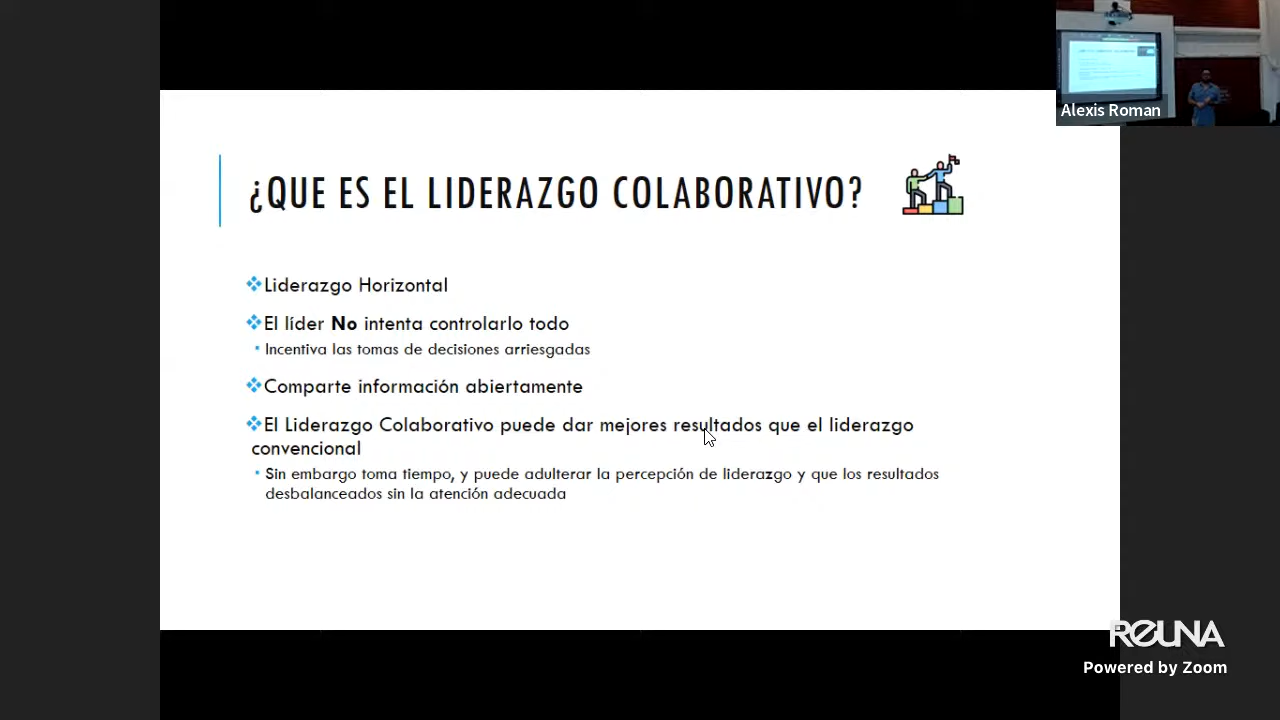 ¿QUE ES EL LIDERAZGO COLABORATIVO?
Liderazgo Horizontal
El líder No intenta controlarlo todo
Incentiva las tomas de decisiones arriesgadas
Comparte información abiertamente
El Liderazgo Colaborativo puede dar mejores resultados que el liderazgo
convencional
Sin embargo toma tiempo, y puede adulterar la percepción de liderazgo y que los resultados
desbalanceados sin la atención adecuada
Alexis Roman
REUNA
Powered by Zoom